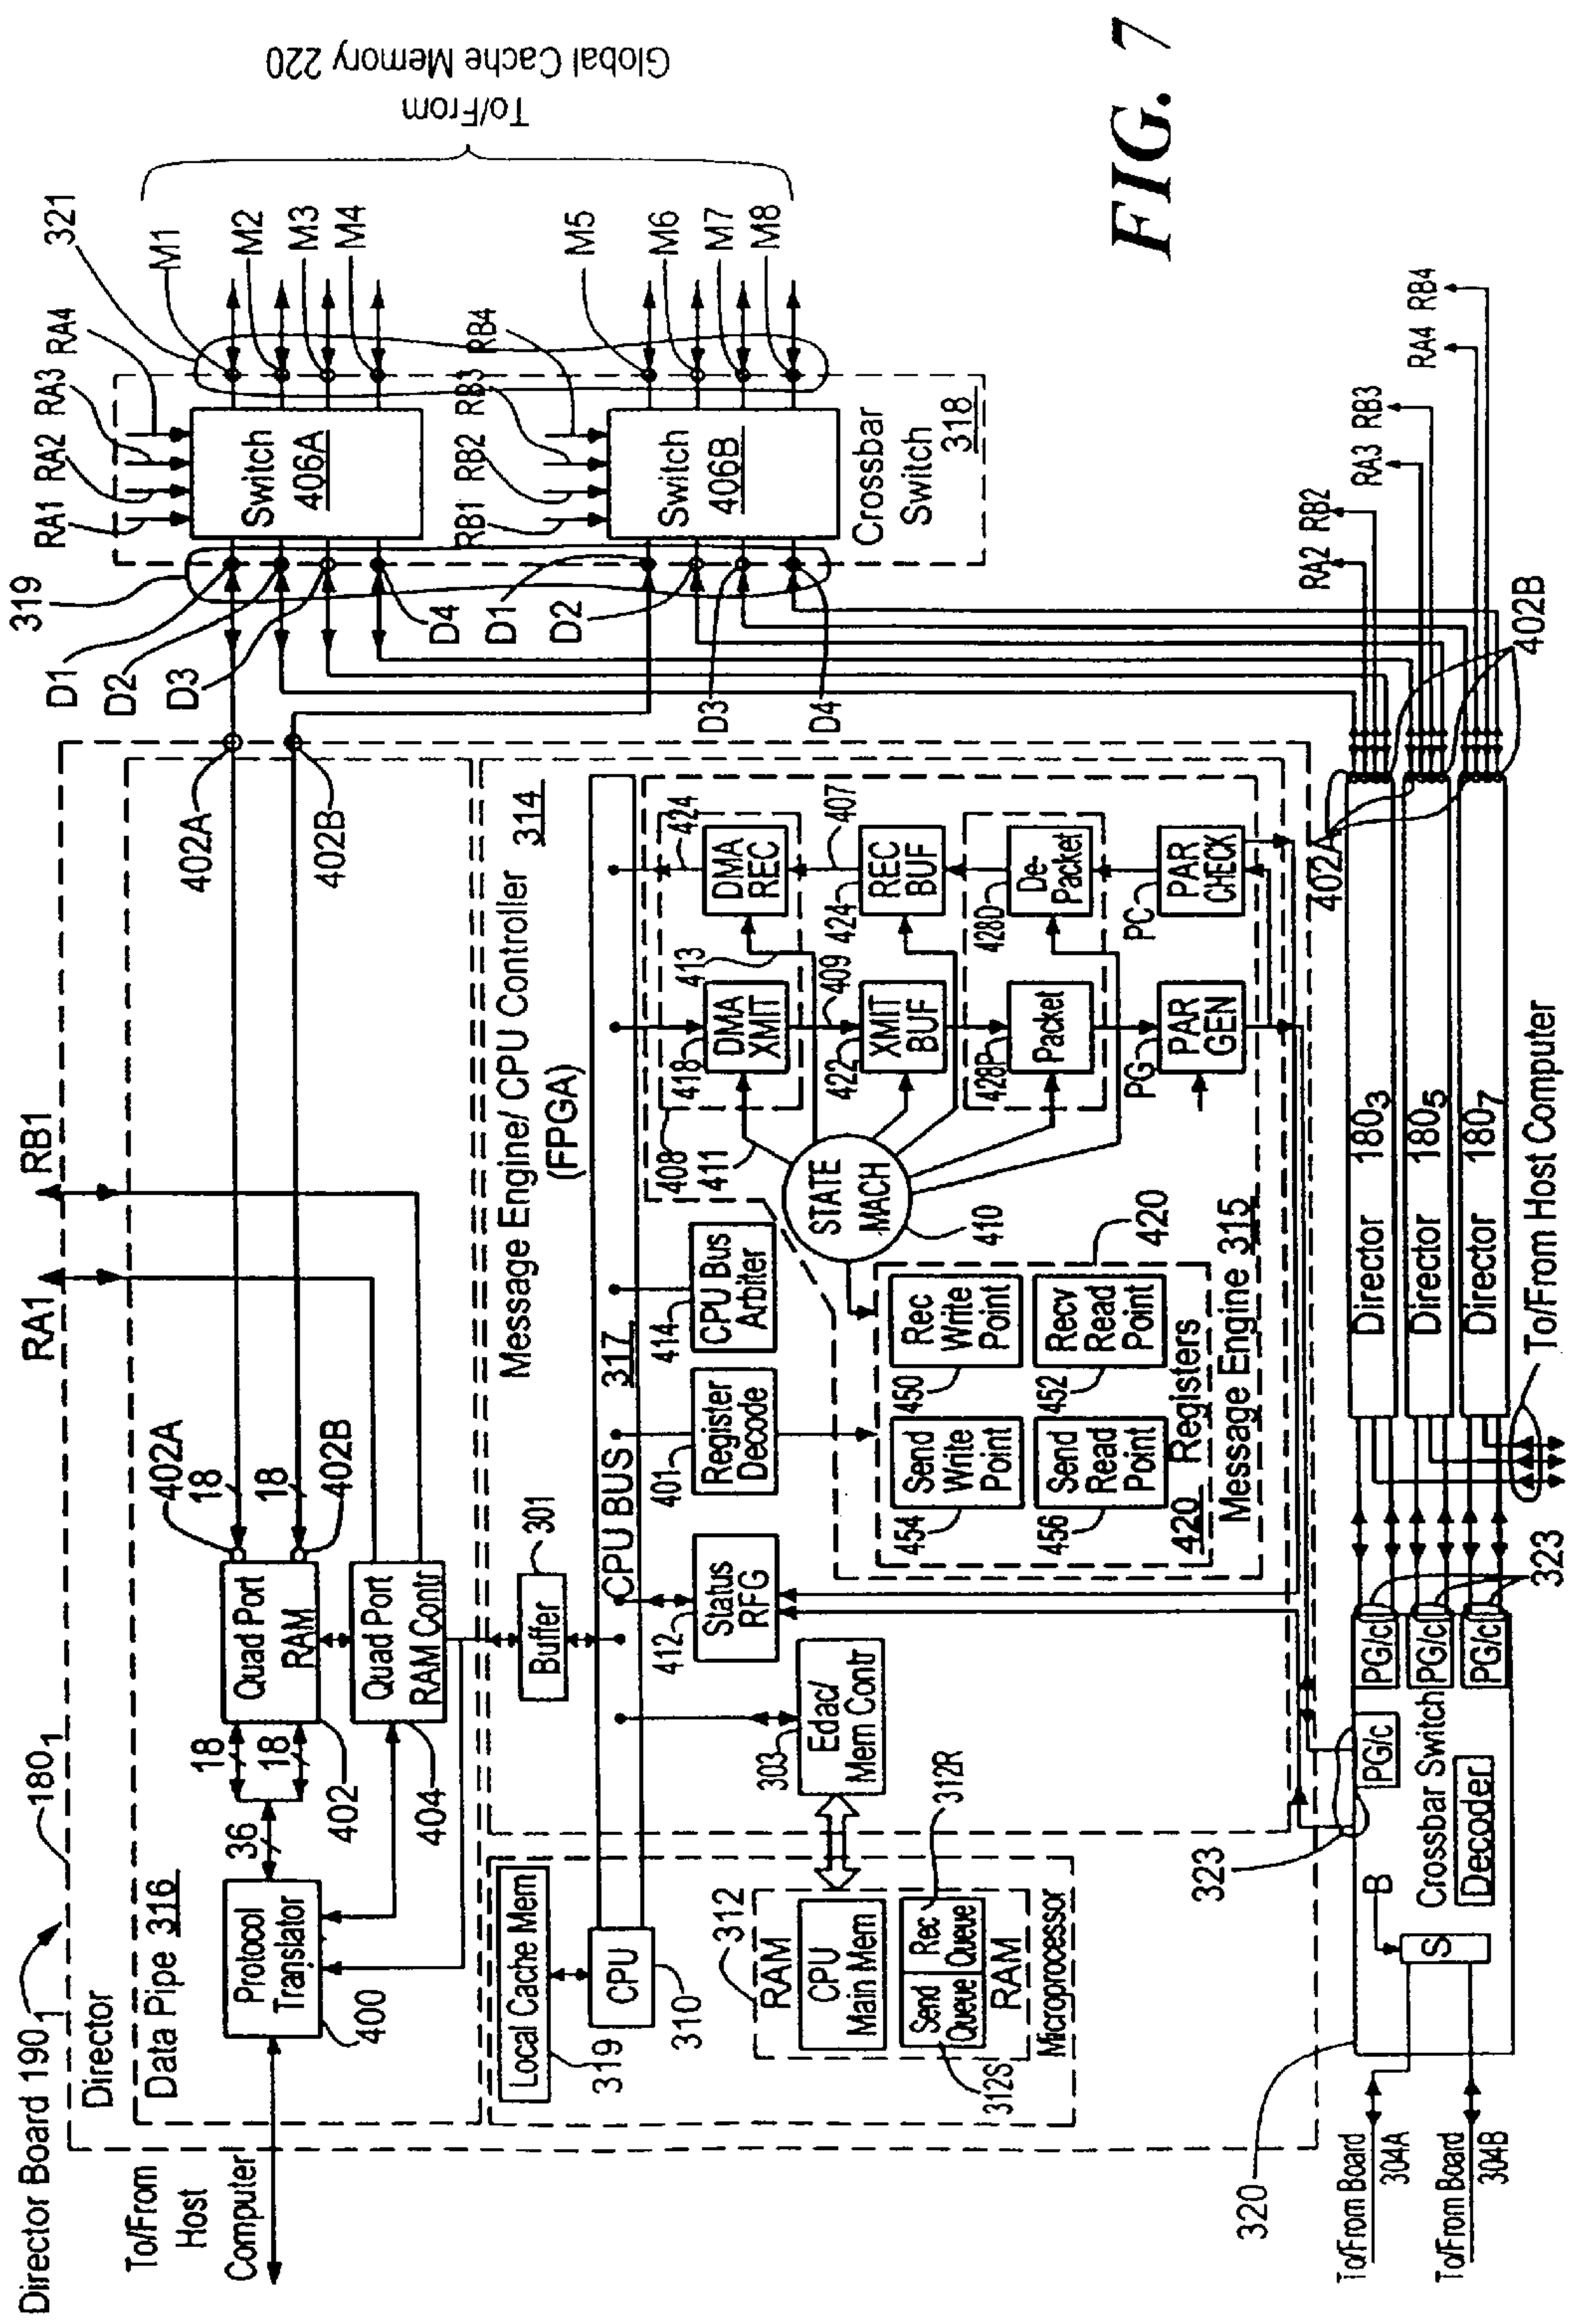 Director Board 190₁
180₁
RA1
RB1
Director
Data Pipe 316
To/From
Host
Computer
Protocol
Translator
400
36
18
18
Quad Port
RAM
402
Quad Port
RAM Contr
404
18
402A
18
402B
402A
402B
319
D1
D2
D3
D4
D1
D2
D3
D4
RA1
RA2
RA3
RA4
Switch
406A
RB1
RB2
RB3
RB4
Switch
406B
Crossbar
Switch
318
321
M1
M2
M3
M4
M5
M6
M7
M8
To/From
Global Cache Memory 220
Message Engine/ CPU Controller
314
(FPGA)
Buffer
301
CPU BUS
317
Local Cache Mem
319
CPU
310
312
RAM
CPU
Main Mem
Send
Queue
Rec
Queue
312S
312R
RAM
Microprocessor
303
Edac/
Mem Contr
412
Status
RFG
401
Register
Decode
414
CPU Bus
Arbiter
408
411
413
418
DMA
XMIT
424
DMA
REC
409
407
422
XMIT
BUF
424
REC
BUF
428P
Packet
428D
De-
Packet
PG
PAR
GEN
PC
PAR
CHECK
STATE
MACH
410
420
Send
Write
Point
454
Rec
Write
Point
450
Send
Read
Point
456
Recv
Read
Point
452
420 Registers
Message Engine 315
320
323
B
S
PG/c
Crossbar Switch
Decoder
PG/c
PG/c
PG/c
323
To/From Board
304A
To/From Board
304B
Director 180₃
Director 180₅
Director 180₇
To/From Host Computer
402A
402B
RA2
RB2
RA3
RB3
RA4
RB4
FIG. 7